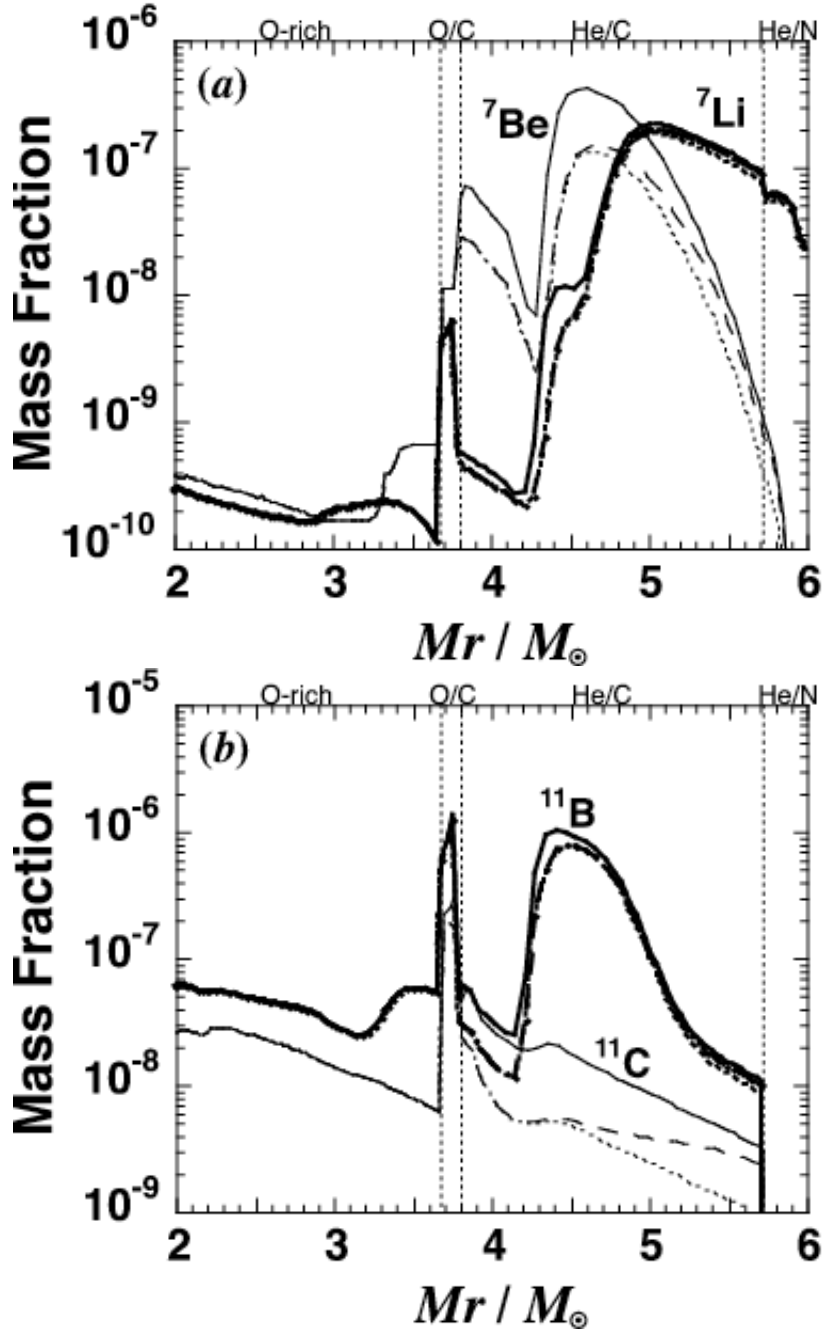 O-rich O/C He/C He/N
10⁻⁶
(a)
⁷Be ⁷Li
10⁻⁷
10⁻⁸
10⁻⁹
10⁻¹⁰
Mass Fraction
2 3 4 5 6
Mr / M⊙
O-rich O/C He/C He/N
10⁻⁵
(b)
10⁻⁶
¹¹B
10⁻⁷
¹¹C
10⁻⁸
10⁻⁹
Mass Fraction
2 3 4 5 6
Mr / M⊙